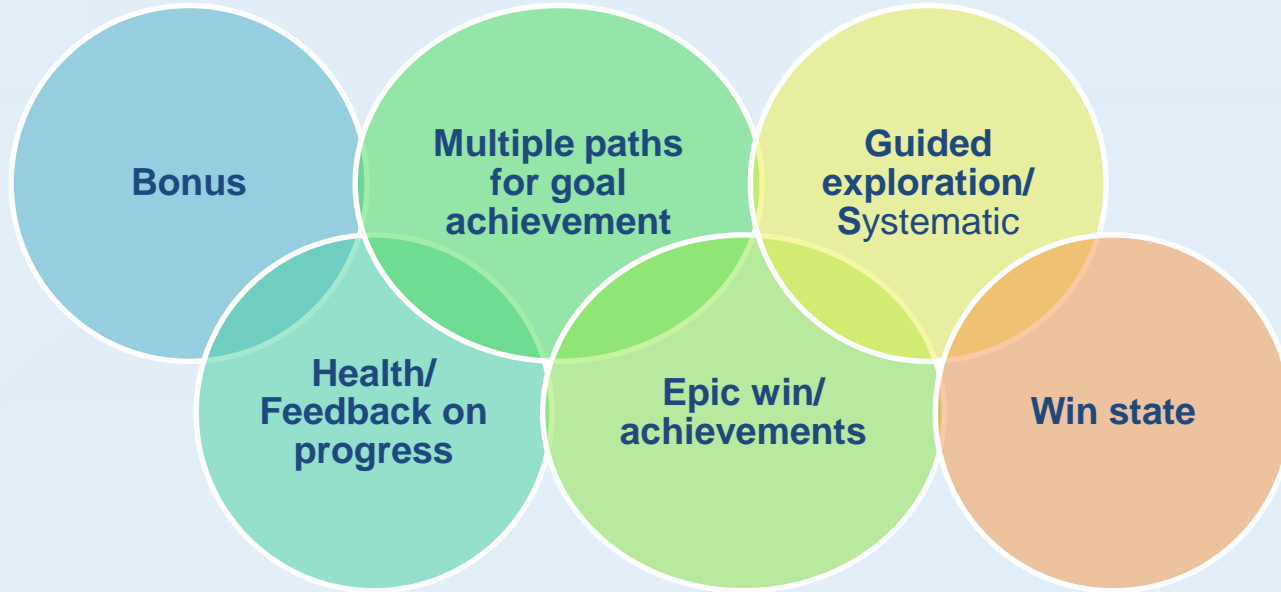 Bonus
Multiple paths
for goal
achievement
Guided
exploration/
Systematic
Health/
Feedback on
progress
Epic win/
achievements
Win state